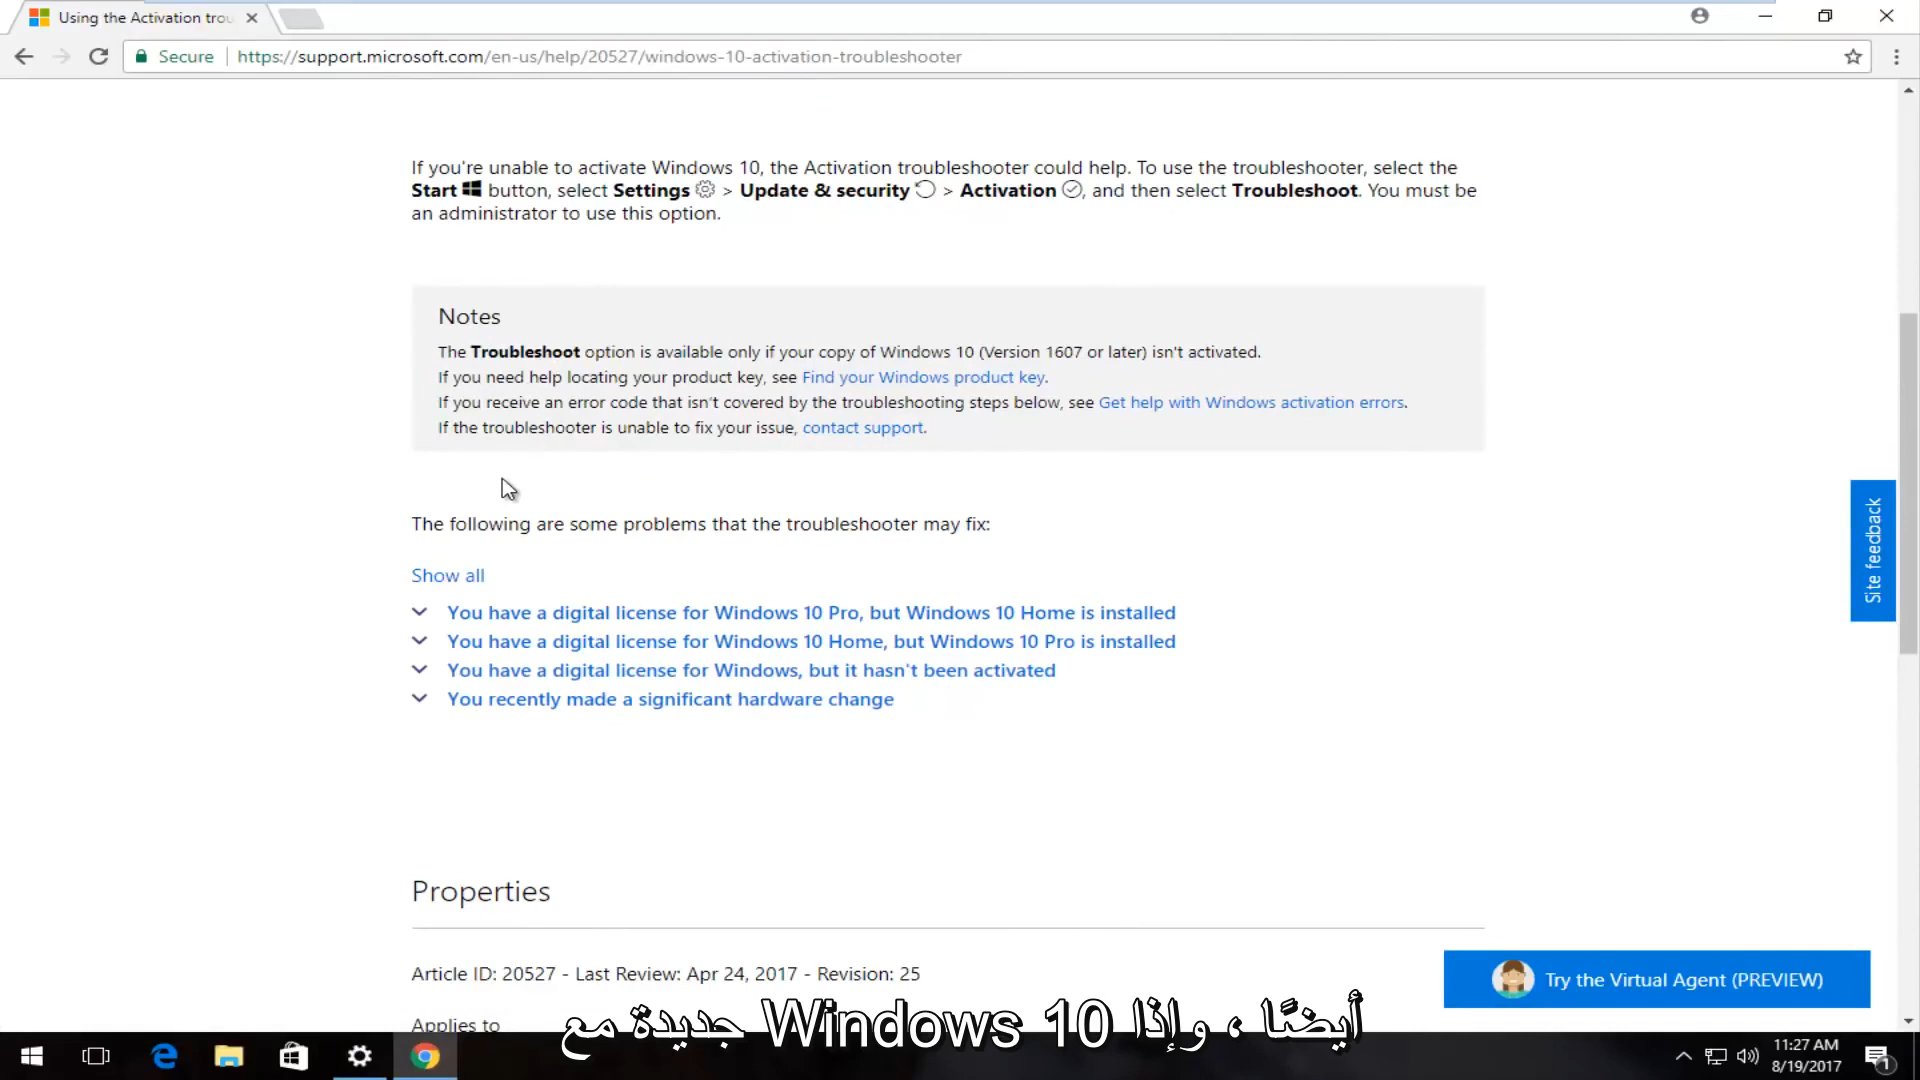 Using the Activation trou
Secure
https://support.microsoft.com/en-us/help/20527/windows-10-activation-troubleshooter
If you're unable to activate Windows 10, the Activation troubleshooter could help. To use the troubleshooter, select the
Start button, select Settings > Update & security > Activation , and then select Troubleshoot. You must be
an administrator to use this option.
Notes
The Troubleshoot option is available only if your copy of Windows 10 (Version 1607 or later) isn't activated.
If you need help locating your product key, see Find your Windows product key.
If you receive an error code that isn't covered by the troubleshooting steps below, see Get help with Windows activation errors.
If the troubleshooter is unable to fix your issue, contact support.
The following are some problems that the troubleshooter may fix:
Show all
You have a digital license for Windows 10 Pro, but Windows 10 Home is installed
You have a digital license for Windows 10 Home, but Windows 10 Pro is installed
You have a digital license for Windows, but it hasn't been activated
You recently made a significant hardware change
Site feedback
Properties
Article ID: 20527 - Last Review: Apr 24, 2017 - Revision: 25
Try the Virtual Agent (PREVIEW)
Applies to
أيضًا ، وإذا Windows 10 جديدة مع
11:27 AM
8/19/2017
1